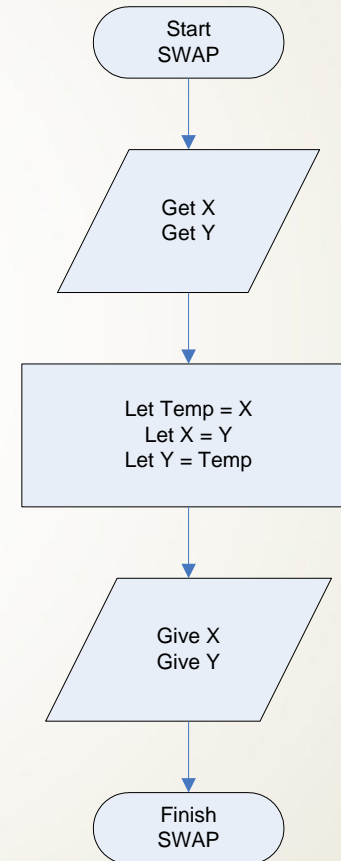 Start
SWAP
Get X
Get Y
Let Temp = X
Let X = Y
Let Y = Temp
Give X
Give Y
Finish
SWAP